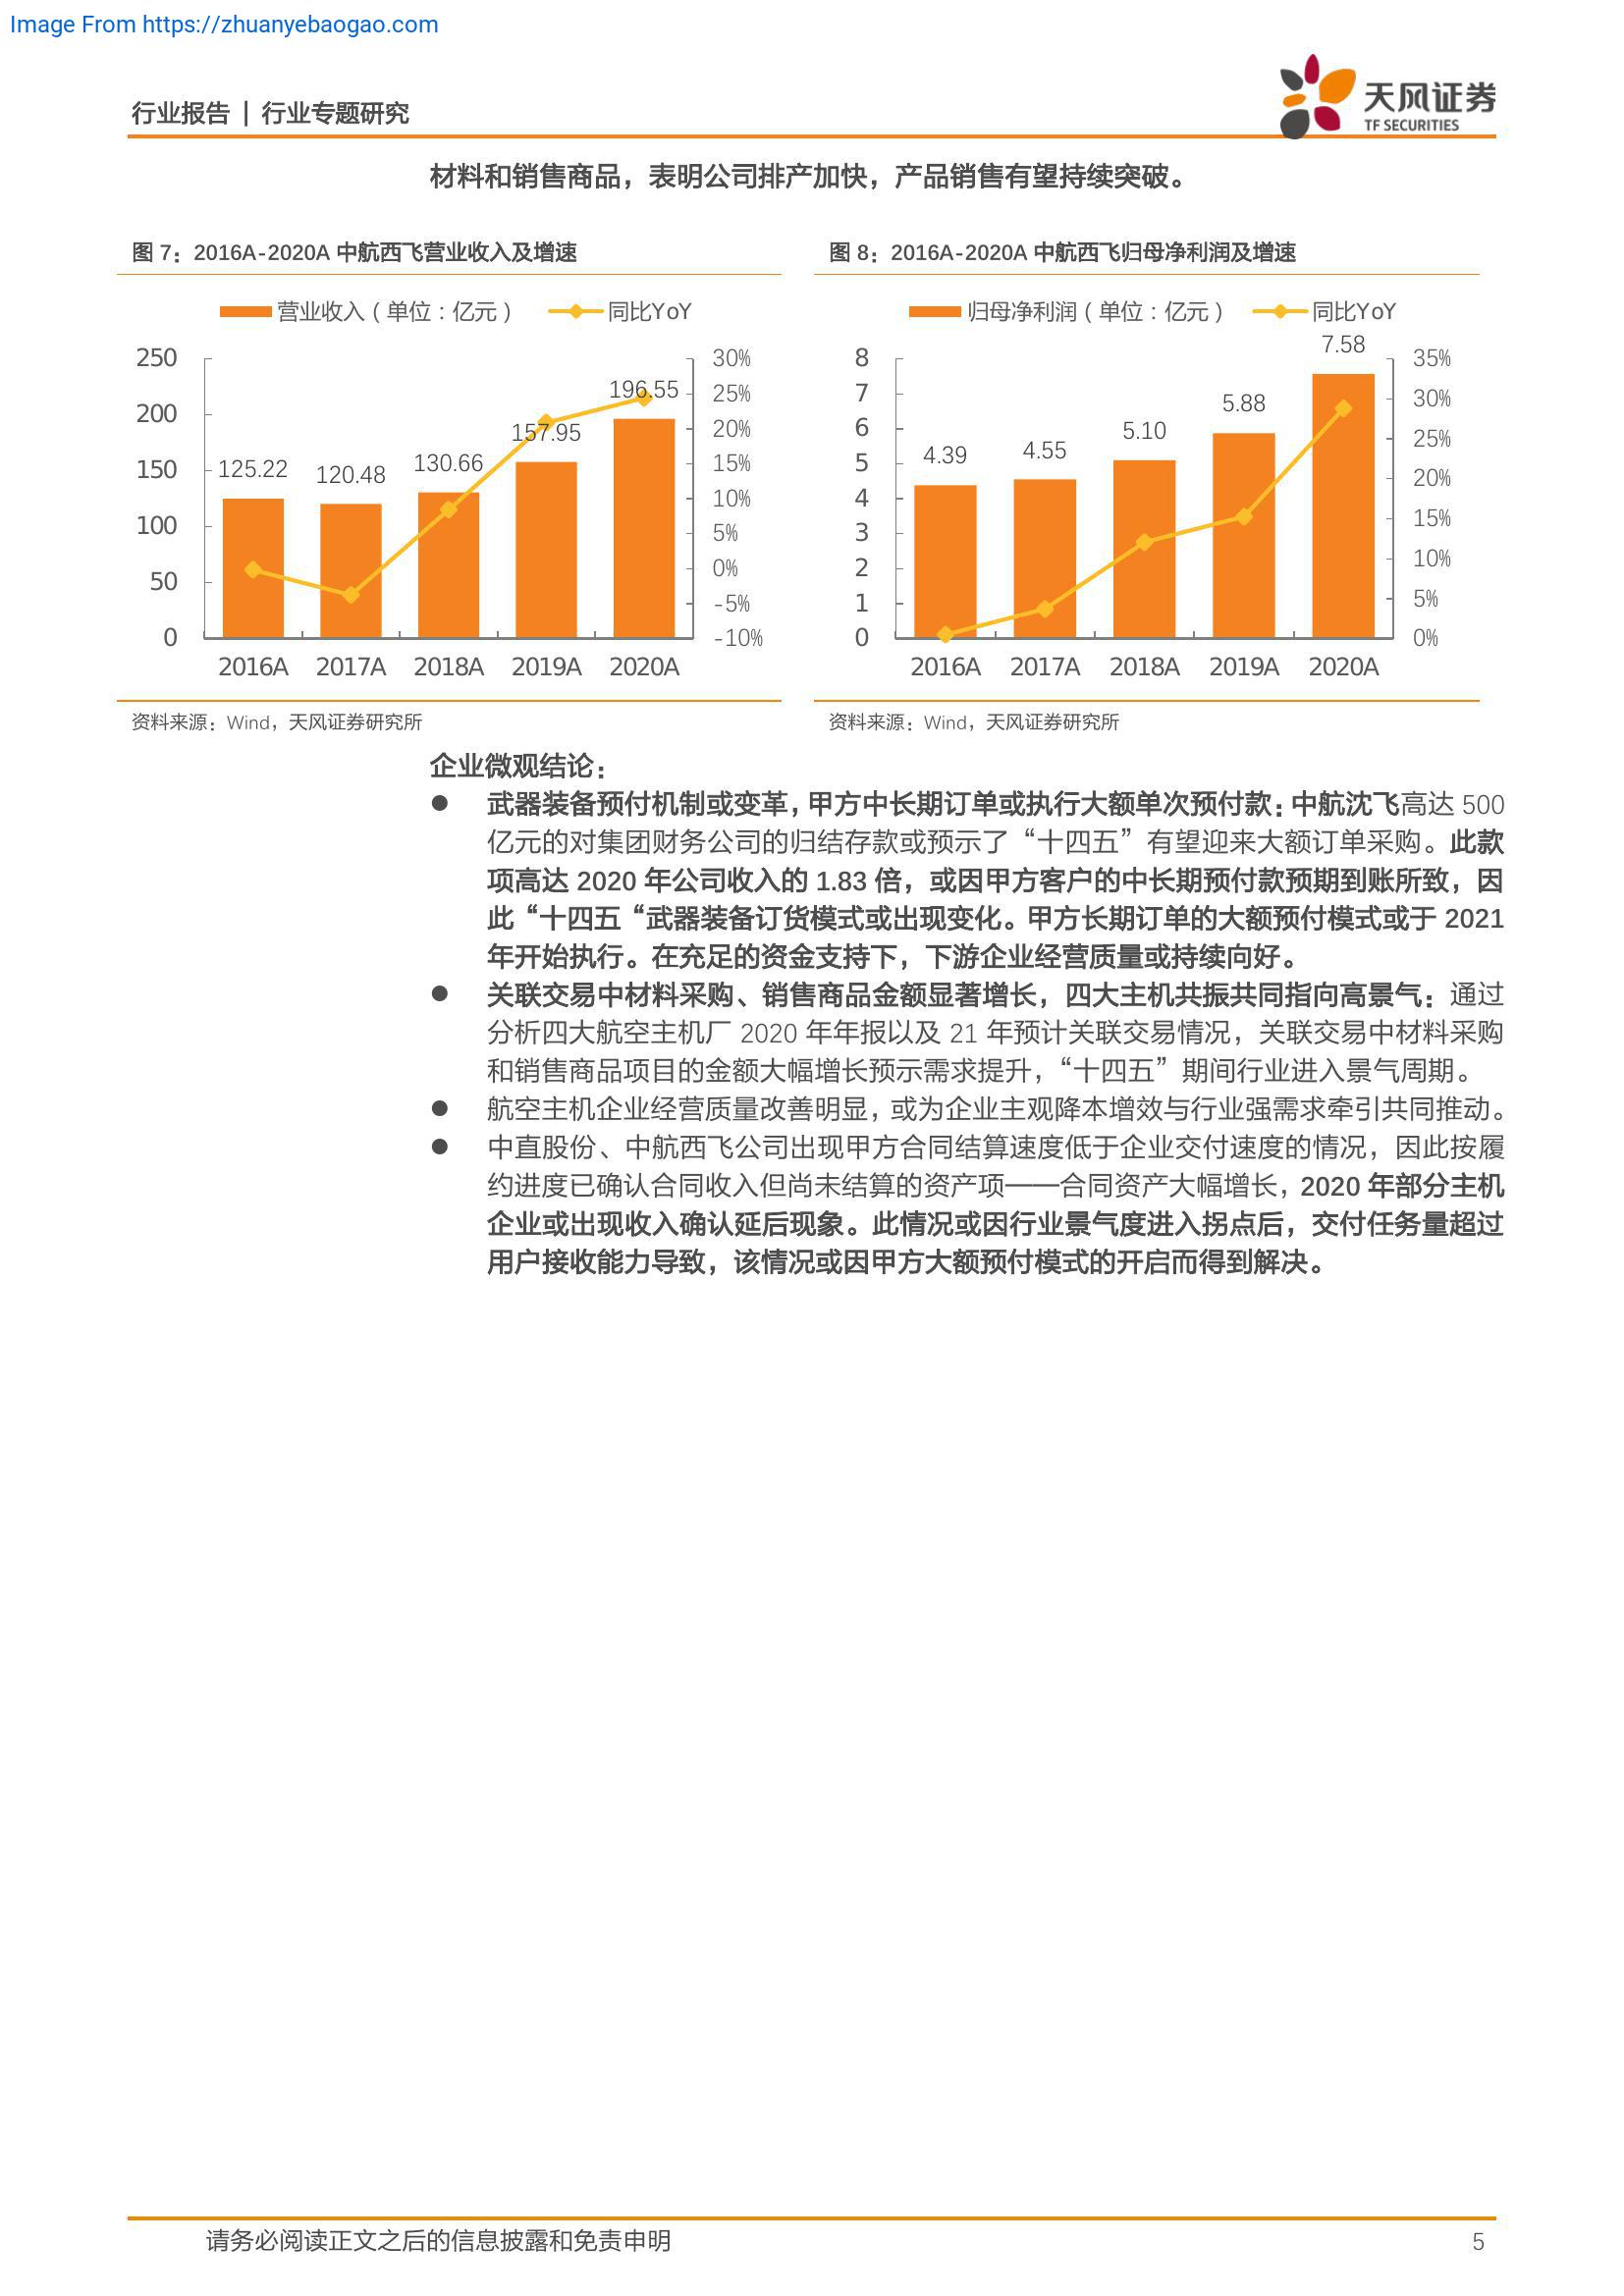 Image From https://zhuanyebaogao.com
行业报告 | 行业专题研究
天风证券
TF SECURITIES
材料和销售商品，表明公司排产加快，产品销售有望持续突破。
图 7：2016A-2020A 中航西飞营业收入及增速
营业收入（单位：亿元）
同比YoY
250
200
150
100
50
0
30%
25%
20%
15%
10%
5%
0%
-5%
-10%
125.22
120.48
130.66
157.95
196.55
2016A 2017A 2018A 2019A 2020A
资料来源：Wind，天风证券研究所
图 8：2016A-2020A 中航西飞归母净利润及增速
归母净利润（单位：亿元）
同比YoY
8
7
6
5
4
3
2
1
0
35%
30%
25%
20%
15%
10%
5%
0%
4.39
4.55
5.10
5.88
7.58
2016A 2017A 2018A 2019A 2020A
资料来源：Wind，天风证券研究所
企业微观结论：
● 武器装备预付机制或变革，甲方中长期订单或执行大额单次预付款：中航沈飞高达 500
亿元的对集团财务公司的归结存款或预示了“十四五”有望迎来大额订单采购。此款
项高达 2020 年公司收入的 1.83 倍，或因甲方客户的中长期预付款预期到账所致，因
此“十四五“武器装备订货模式或出现变化。甲方长期订单的大额预付模式或于 2021
年开始执行。在充足的资金支持下，下游企业经营质量或持续向好。
● 关联交易中材料采购、销售商品金额显著增长，四大主机共振共同指向高景气：通过
分析四大航空主机厂 2020 年年报以及 21 年预计关联交易情况，关联交易中材料采购
和销售商品项目的金额大幅增长预示需求提升，“十四五”期间行业进入景气周期。
● 航空主机企业经营质量改善明显，或为企业主观降本增效与行业强需求牵引共同推动。
● 中直股份、中航西飞公司出现甲方合同结算速度低于企业交付速度的情况，因此按履
约进度已确认合同收入但尚未结算的资产项——合同资产大幅增长，2020 年部分主机
企业或出现收入确认延后现象。此情况或因行业景气度进入拐点后，交付任务量超过
用户接收能力导致，该情况或因甲方大额预付模式的开启而得到解决。
请务必阅读正文之后的信息披露和免责申明
5